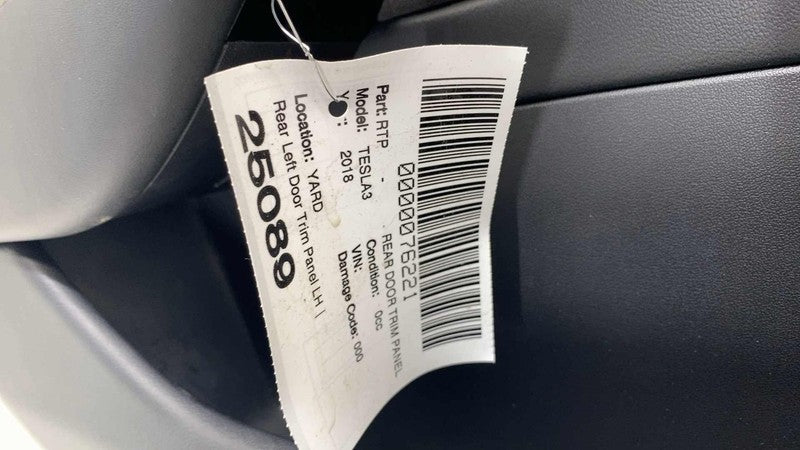 0000076221
Part: RTP - REAR DOOR TRIM PANEL
Model: TESLA3 Condition: 0cc
Y : 2018 VIN:
Damage Code: 000
Location: YARD
Rear Left Door Trim Panel LH |
25089